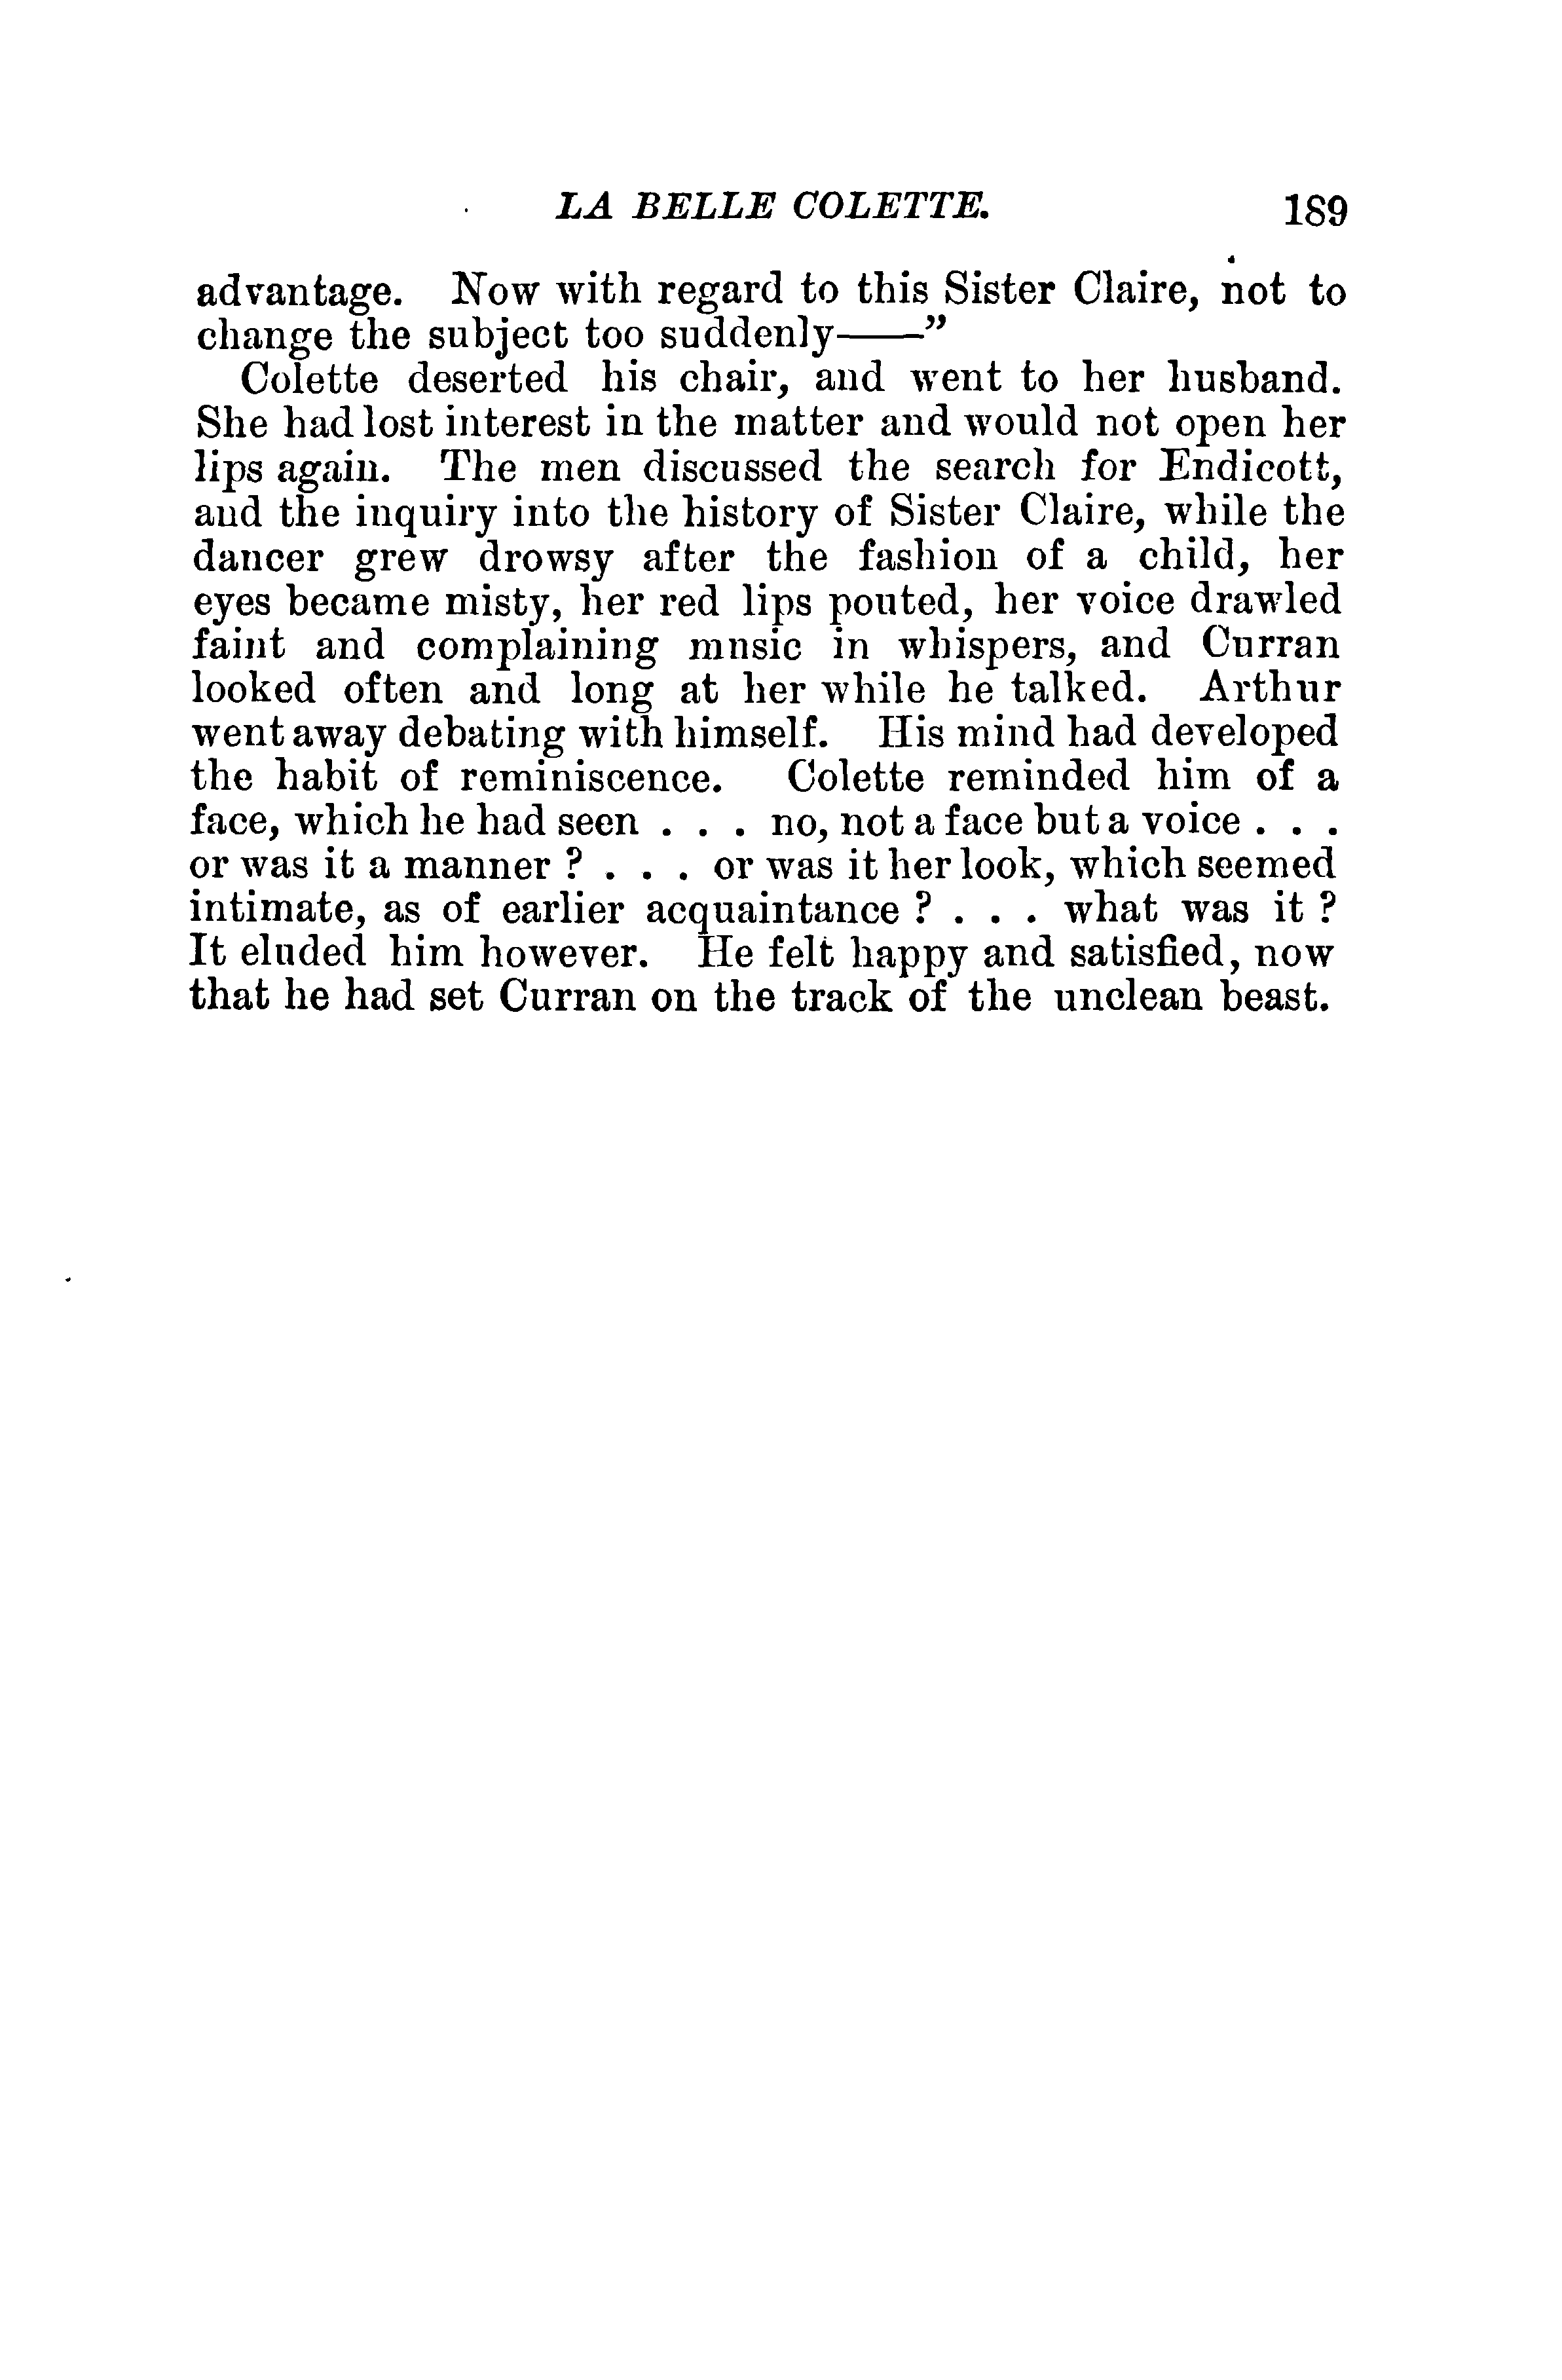 LA BELLE COLETTE. 189
advantage. Now with regard to this Sister Claire, not to
change the subject too suddenly——”
Colette deserted his chair, and went to her husband.
She had lost interest in the matter and would not open her
lips again. The men discussed the search for Endicott,
and the inquiry into the history of Sister Claire, while the
dancer grew drowsy after the fashion of a child, her
eyes became misty, her red lips pouted, her voice drawled
faint and complaining music in whispers, and Curran
looked often and long at her while he talked. Arthur
went away debating with himself. His mind had developed
the habit of reminiscence. Colette reminded him of a
face, which he had seen . . . no, not a face but a voice . . .
or was it a manner ? . . . or was it her look, which seemed
intimate, as of earlier acquaintance ? . . . what was it ?
It eluded him however. He felt happy and satisfied, now
that he had set Curran on the track of the unclean beast.